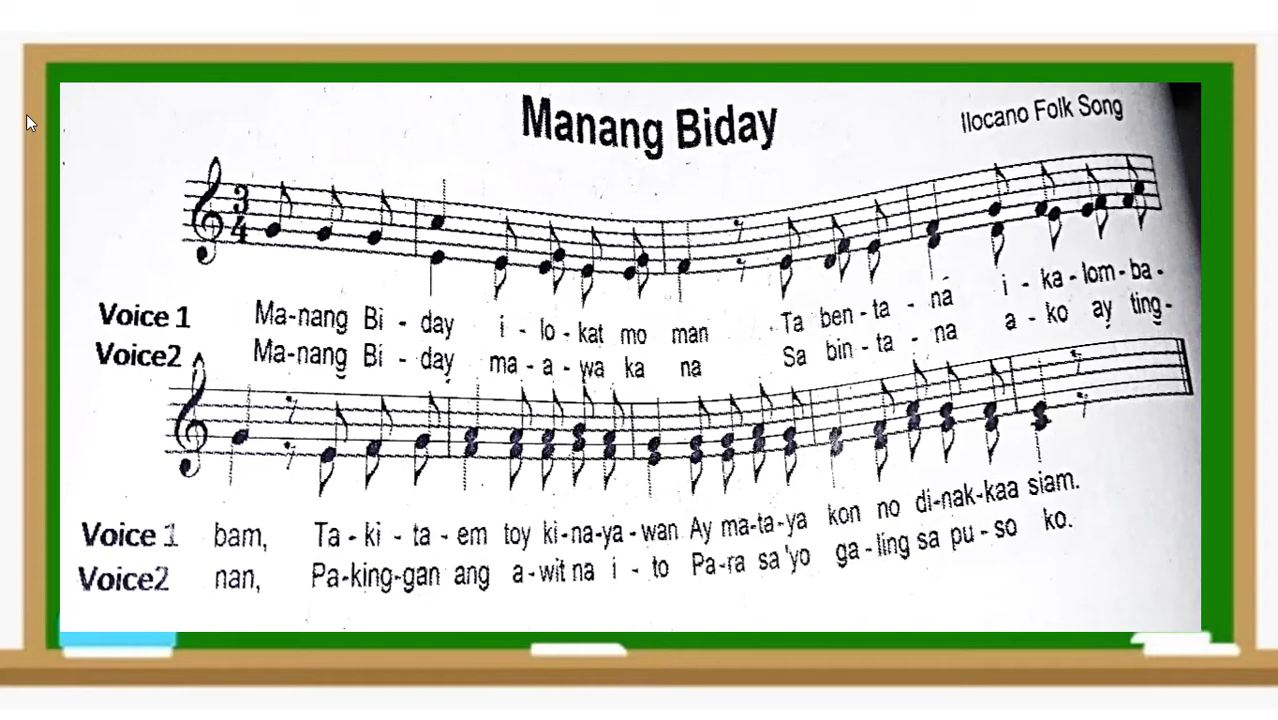 Manang Biday
Ilocano Folk Song
3
4
Voice 1 Ma-nang Bi - day i - lo - kat mo man Ta ben - ta - ná i - ka - lom - ba -
Voice2 Ma-nang Bi - day ma - a - wa ka na Sa bin - ta - na a - ko ay ting -
Voice 1 bam, Ta - ki - ta - em toy ki-na-ya-wan Ay ma-ta-ya kon no di-nak-kaa siam.
Voice2 nan, Pa-king-gan ang a-wit na i - to Pa-ra sa'yo ga-ling sa pu-so ko.